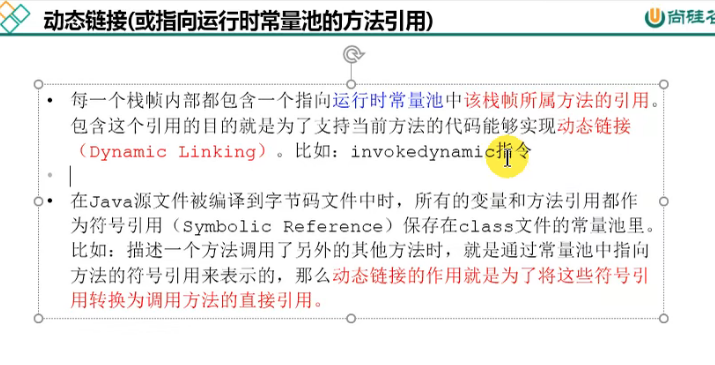 动态链接(或指向运行时常量池的方法引用)
尚硅谷
• 每一个栈帧内部都包含一个指向运行时常量池中该栈帧所属方法的引用。
包含这个引用的目的就是为了支持当前方法的代码能够实现动态链接
（Dynamic Linking）。比如：invokedynamic指令
• 在Java源文件被编译到字节码文件中时，所有的变量和方法引用都作
为符号引用（Symbolic Reference）保存在class文件的常量池里。
比如：描述一个方法调用了另外的其他方法时，就是通过常量池中指向
方法的符号引用来表示的，那么动态链接的作用就是为了将这些符号引
用转换为调用方法的直接引用。